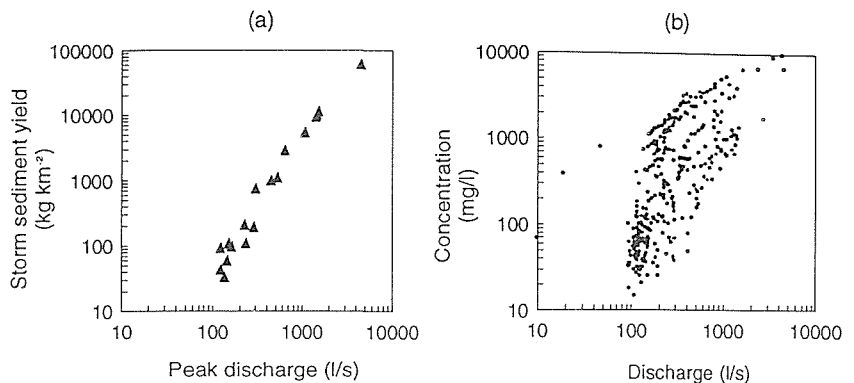 (a)
Storm sediment yield
(kg km⁻²)
100000
10000
1000
100
10
10 100 1000 10000
Peak discharge (l/s)
(b)
Concentration
(mg/l)
10000
1000
100
10
10 100 1000 10000
Discharge (l/s)